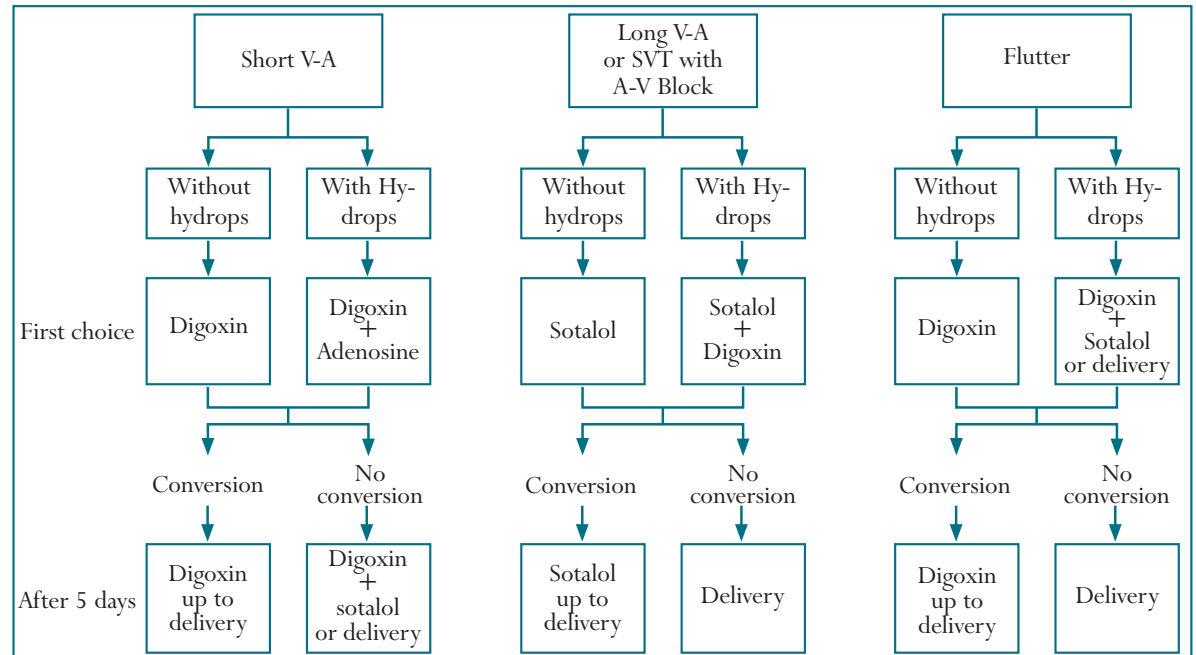 Short V-A
Long V-A
or SVT with
A-V Block
Flutter
Without
hydrops
With Hy-
drops
Without
hydrops
With Hy-
drops
Without
hydrops
With Hy-
drops
First choice
Digoxin
Digoxin
+
Adenosine
Sotalol
Sotalol
+
Digoxin
Digoxin
Digoxin
+
Sotalol
or delivery
Conversion
No
conversion
Conversion
No
conversion
Conversion
No
conversion
After 5 days
Digoxin
up to
delivery
Digoxin
+
sotalol
or delivery
Sotalol
up to
delivery
Delivery
Digoxin
up to
delivery
Delivery